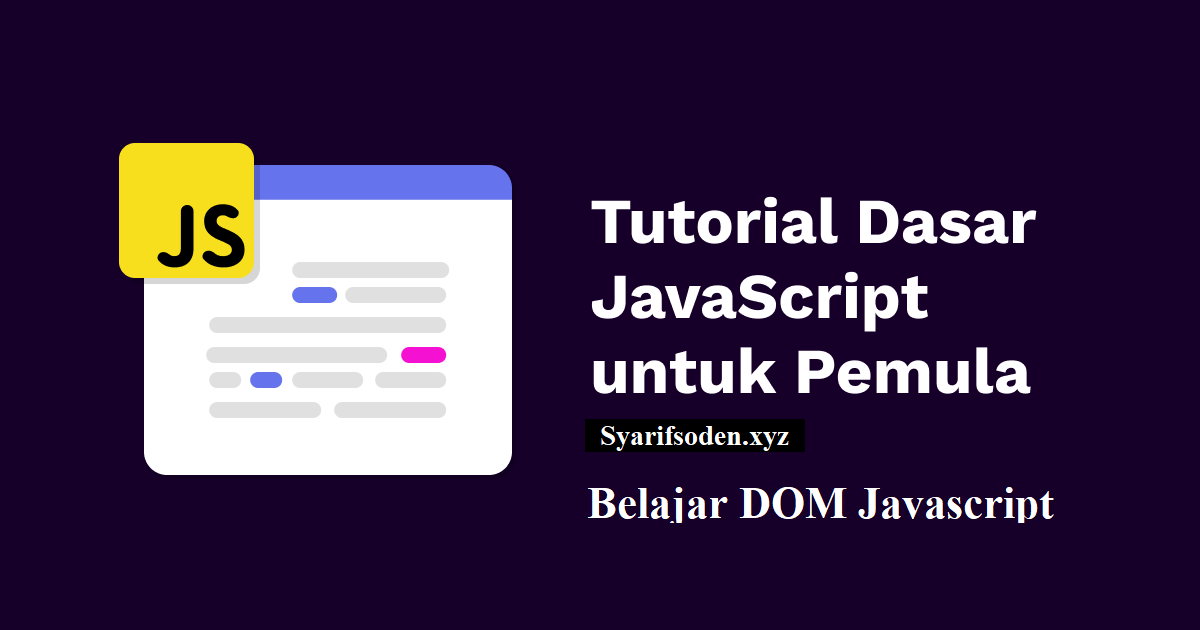 JS
Tutorial Dasar
JavaScript
untuk Pemula
Syarifsoden.xyz
Belajar DOM Javascript